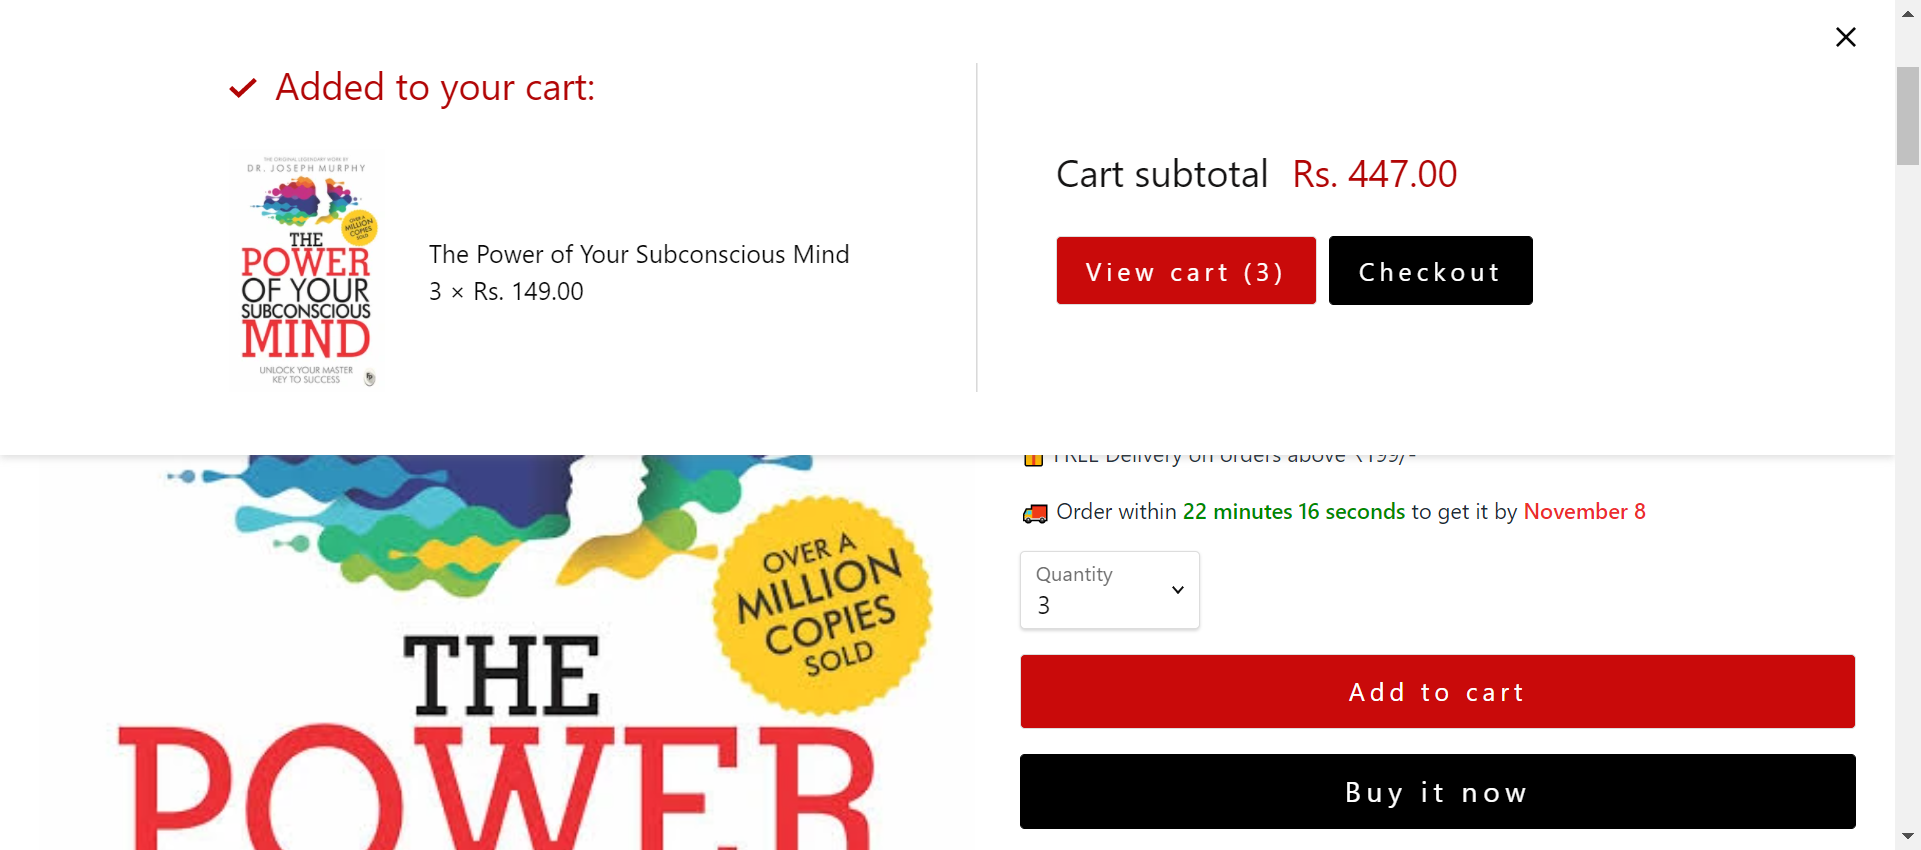 Added to your cart:
THE ORIGINAL LEGENDARY WORK BY
DR. JOSEPH MURPHY
OVER A
MILLION
COPIES
SOLD
THE
POWER
OF YOUR
SUBCONSCIOUS
MIND
UNLOCK YOUR MASTER
KEY TO SUCCESS
The Power of Your Subconscious Mind
3 × Rs. 149.00
Cart subtotal Rs. 447.00
View cart (3)
Checkout
FREE Delivery on orders above ₹199/-
Order within 22 minutes 16 seconds to get it by November 8
Quantity
3
Add to cart
Buy it now
OVER A
MILLION
COPIES
SOLD
THE
POWER